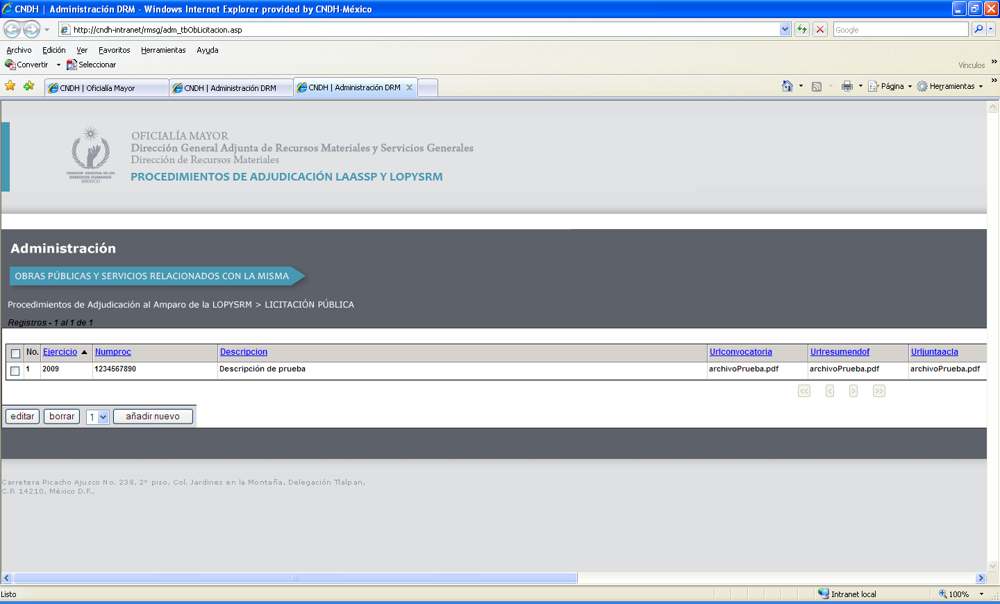 CNDH | Administración DRM - Windows Internet Explorer provided by CNDH-México
http://cndh-intranet/rmsg/adm_tbObLicitacion.asp
Google
Archivo Edición Ver Favoritos Herramientas Ayuda
Convertir Seleccionar
Vínculos »
CNDH | Oficialía Mayor
CNDH | Administración DRM
CNDH | Administración DRM X
Página Herramientas »
COMISION NACIONAL DE LOS
DERECHOS HUMANOS
MEXICO
OFICIALÍA MAYOR
Dirección General Adjunta de Recursos Materiales y Servicios Generales
Dirección de Recursos Materiales
PROCEDIMIENTOS DE ADJUDICACIÓN LAASSP Y LOPYSRM
Administración
OBRAS PÚBLICAS Y SERVICIOS RELACIONADOS CON LA MISMA
Procedimientos de Adjudicación al Amparo de la LOPYSRM > LICITACIÓN PÚBLICA
Registros - 1 al 1 de 1
No. Ejercicio Numproc Descripcion Urlconvocatoria Urlresumendof Urljuntaacla
1 2009 1234567890 Descripción de prueba archivoPrueba.pdf archivoPrueba.pdf archivoPrueba.pdf
<< < > >>
editar borrar 1 añadir nuevo
Carretera Picacho Ajusco No. 238, 2º piso, Col. Jardines en la Montaña, Delegación Tlalpan,
C.P. 14210, México D.F.,
Listo
Intranet local
100%